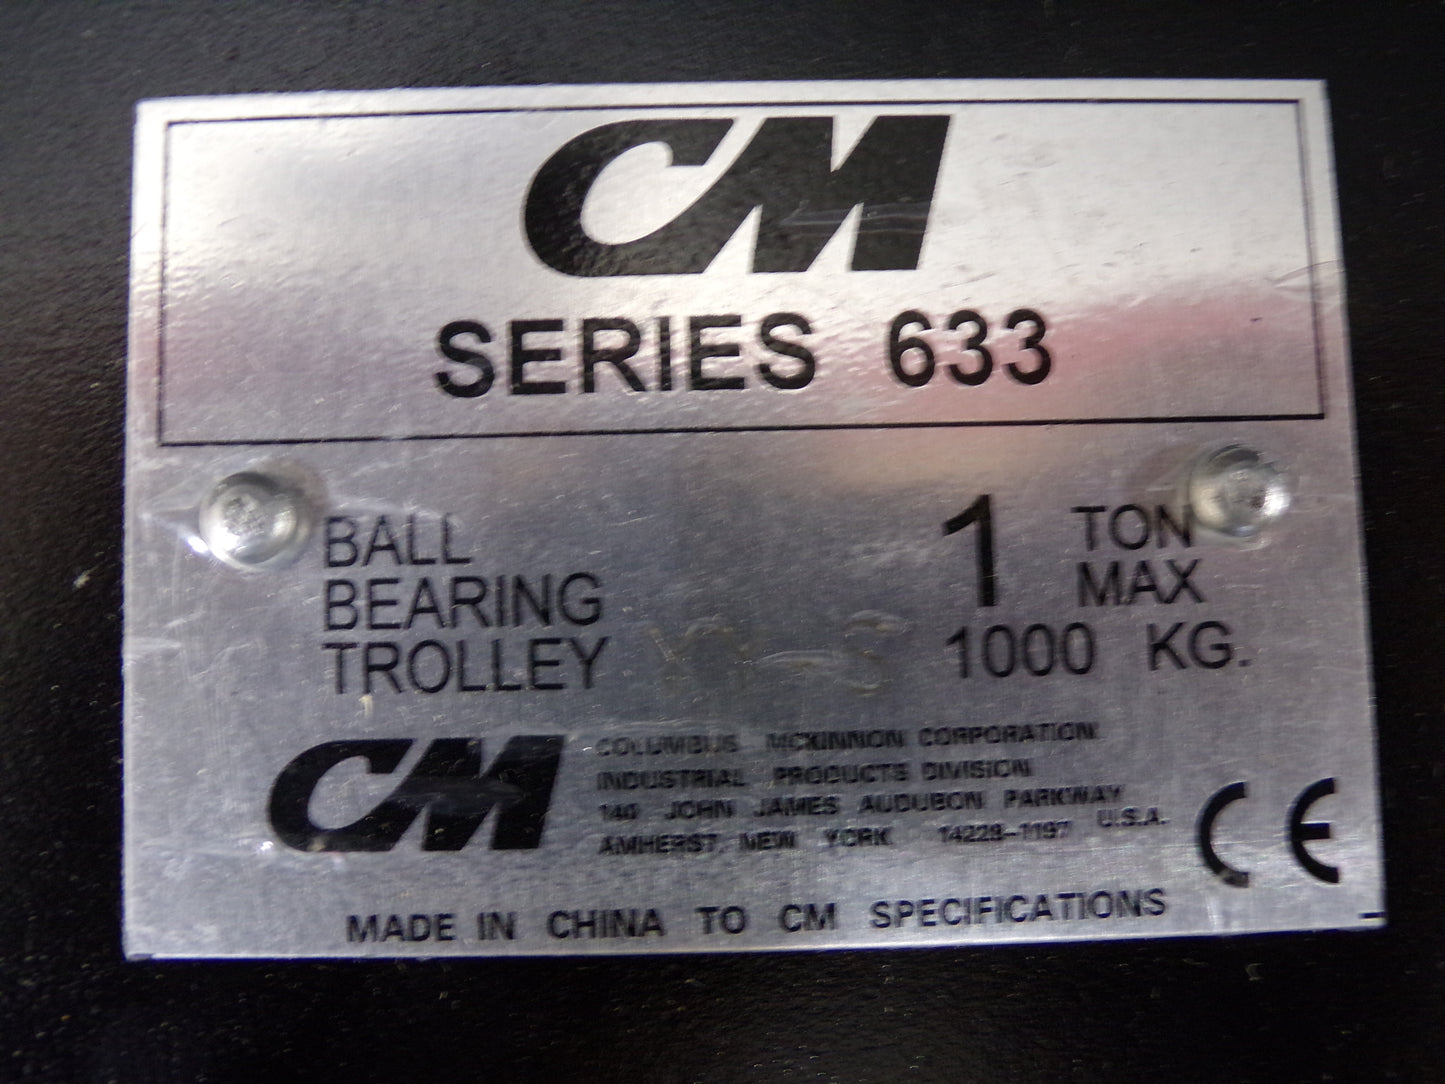 CM
SERIES 633
BALL
BEARING
TROLLEY
1 TON
MAX
1000 KG.
CM
COLUMBUS MCKINNON CORPORATION
INDUSTRIAL PRODUCTS DIVISION
140 JOHN JAMES AUDUBON PARKWAY
AMHERST, NEW YORK 14228-1197 U.S.A.
CE
MADE IN CHINA TO CM SPECIFICATIONS